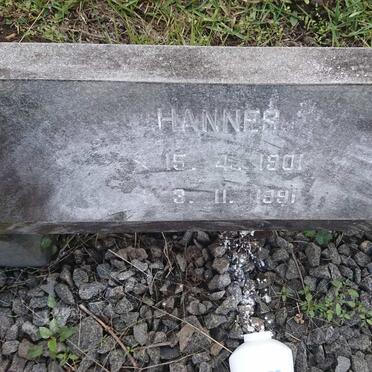 HANNES
* 15. 4. 1901
† 3. 11. 1991